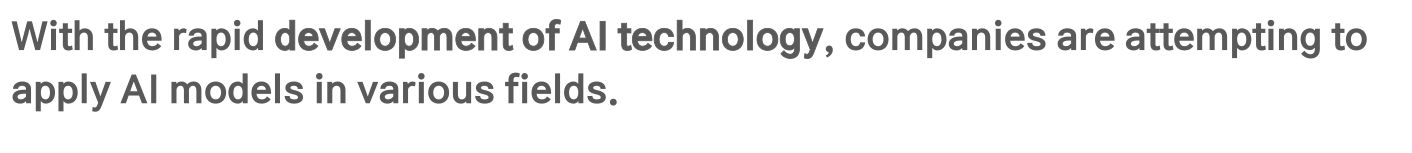 With the rapid development of AI technology, companies are attempting to
apply AI models in various fields.